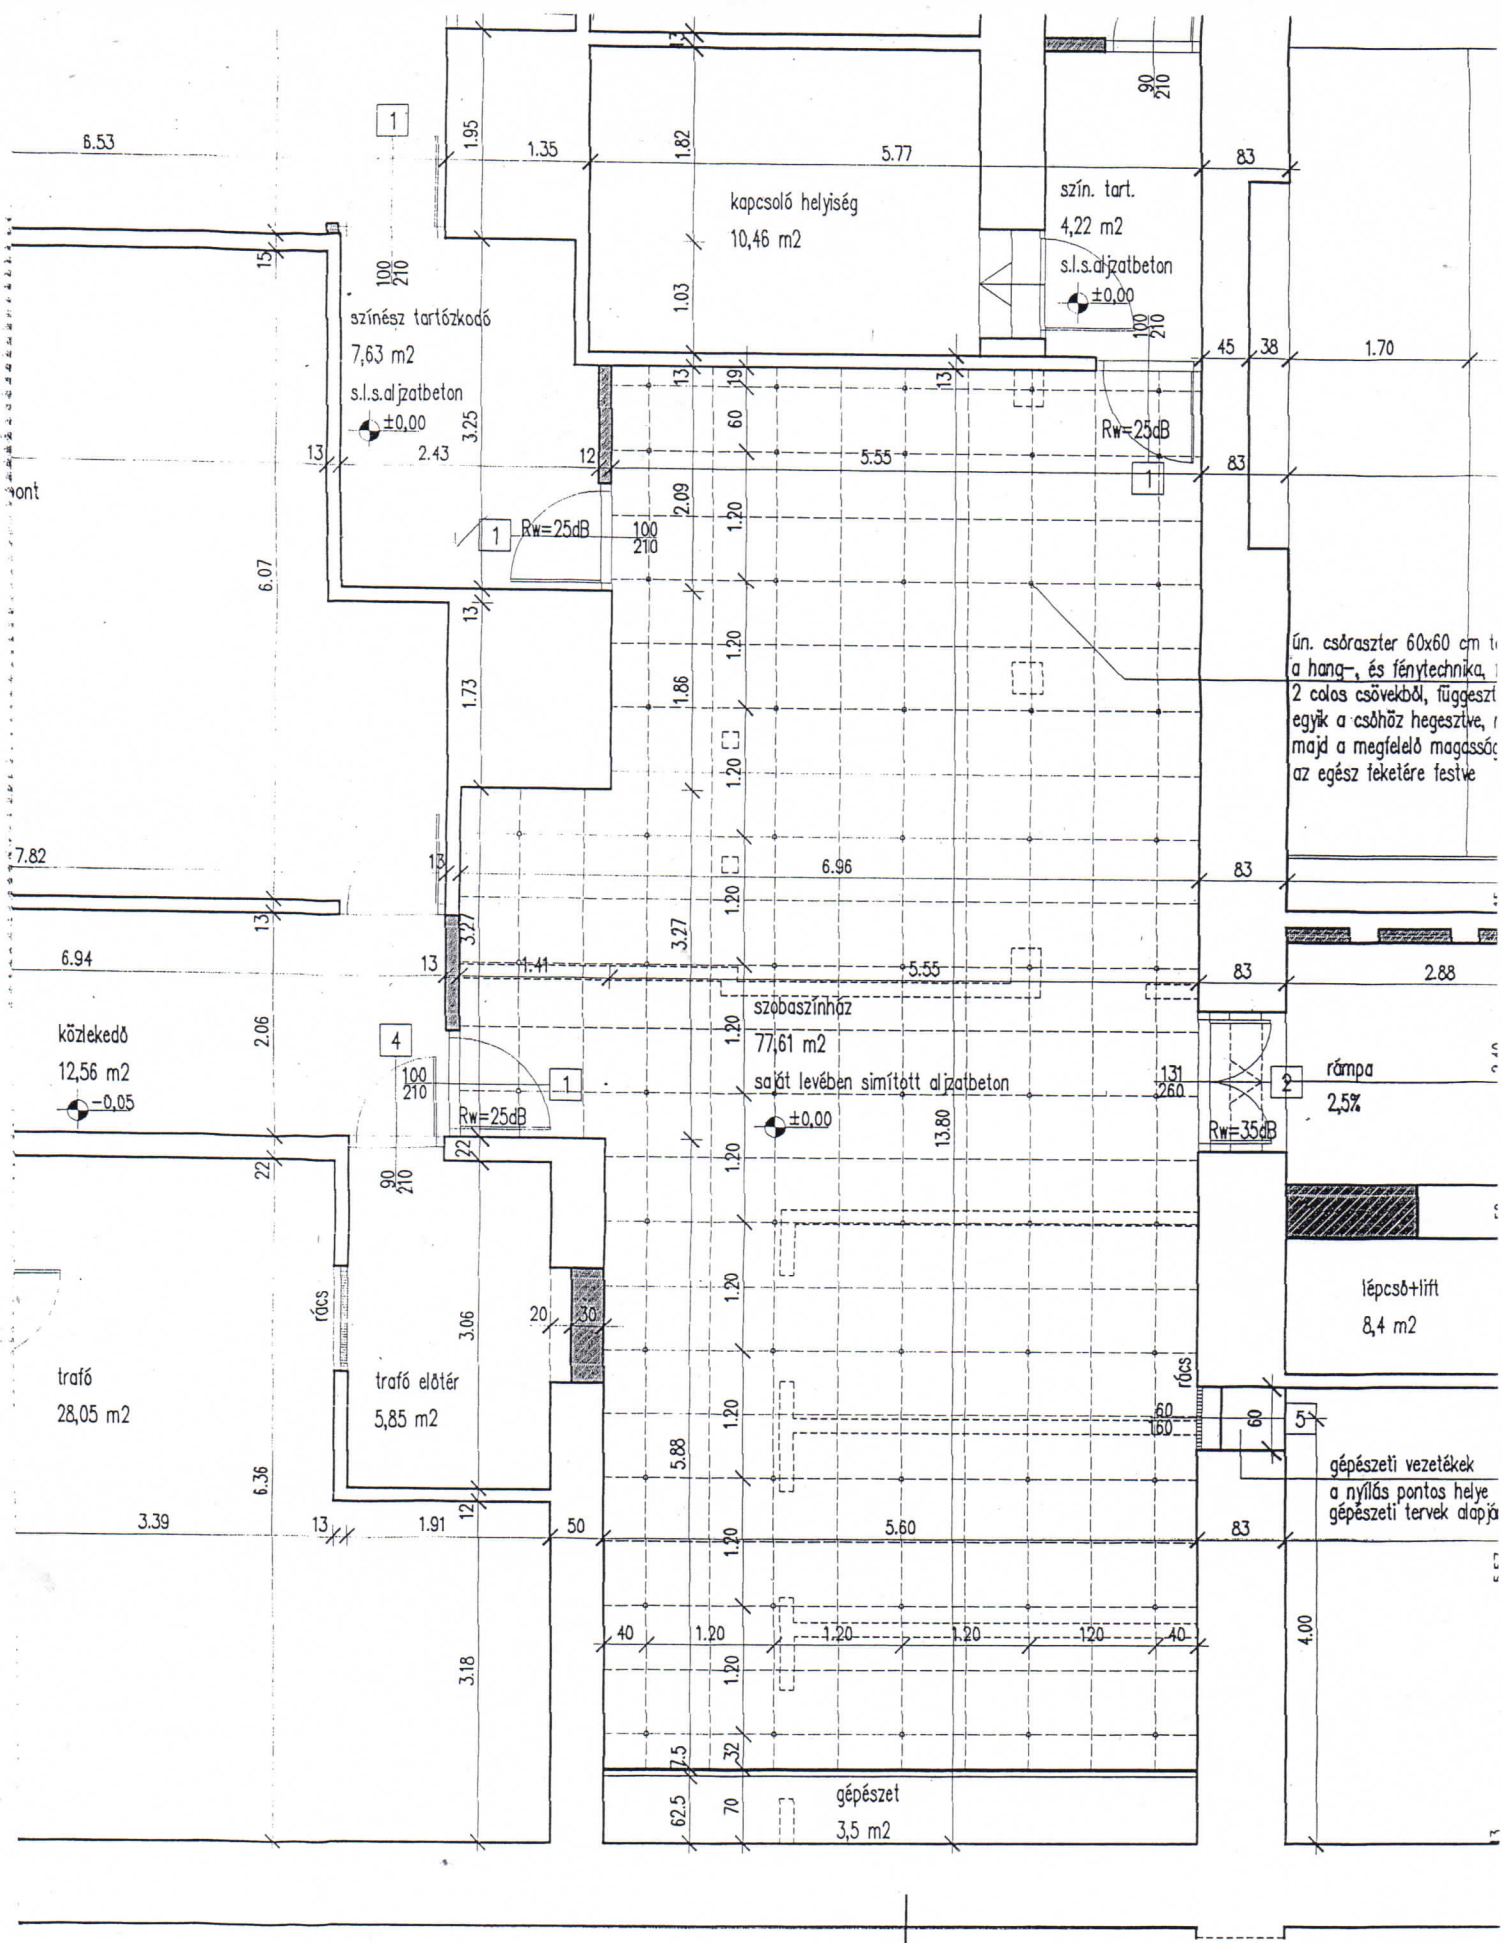 13
90
210
1
6.53
1.95
1.35
1.82
5.77
83
kapcsoló helyiség
10,46 m2
szín. tart.
4,22 m2
s.l.s.aljzatbeton
±0,00
15
100
210
1.03
100
210
színész tartózkodó
7,63 m2
s.l.s.aljzatbeton
±0,00
45
38
1.70
13
19
13
3.25
60
Rw=25dB
13
2.43
12
5.55
83
ont
1
2.09
1.20
1
Rw=25dB
100
210
6.07
13
1.20
ún. csőraszter 60x60 cm
a hang-, és fénytechnika,
2 colos csövekből, függeszt
egyik a csőhöz hegesztve,
majd a megfelelő magasság
az egész feketére festve
1.73
1.86
1.20
7.82
13
6.96
83
1.20
13
3.27
3.27
6.94
13
1.41
5.55
83
2.88
szobaszínház
77,61 m2
saját levében simított aljzatbeton
±0,00
közlekedő
12,56 m2
-0,05
2.06
4
1.20
100
210
1
Rw=25dB
131
260
2
rámpa
2,5%
Rw=35dB
13.80
22
22
1.20
90
210
rács
20
30
1.20
3.06
lépcső+lift
8,4 m2
trafó
28,05 m2
trafó előtér
5,85 m2
rács
1.20
60
160
60
5
5.88
6.36
gépészeti vezetékek
a nyílás pontos helye
gépészeti tervek alapjá
3.39
13
1.91
12
50
1.20
5.60
83
4.00
40
1.20
1.20
1.20
120
40
3.18
1.20
7.5
32
62.5
70
gépészet
3,5 m2